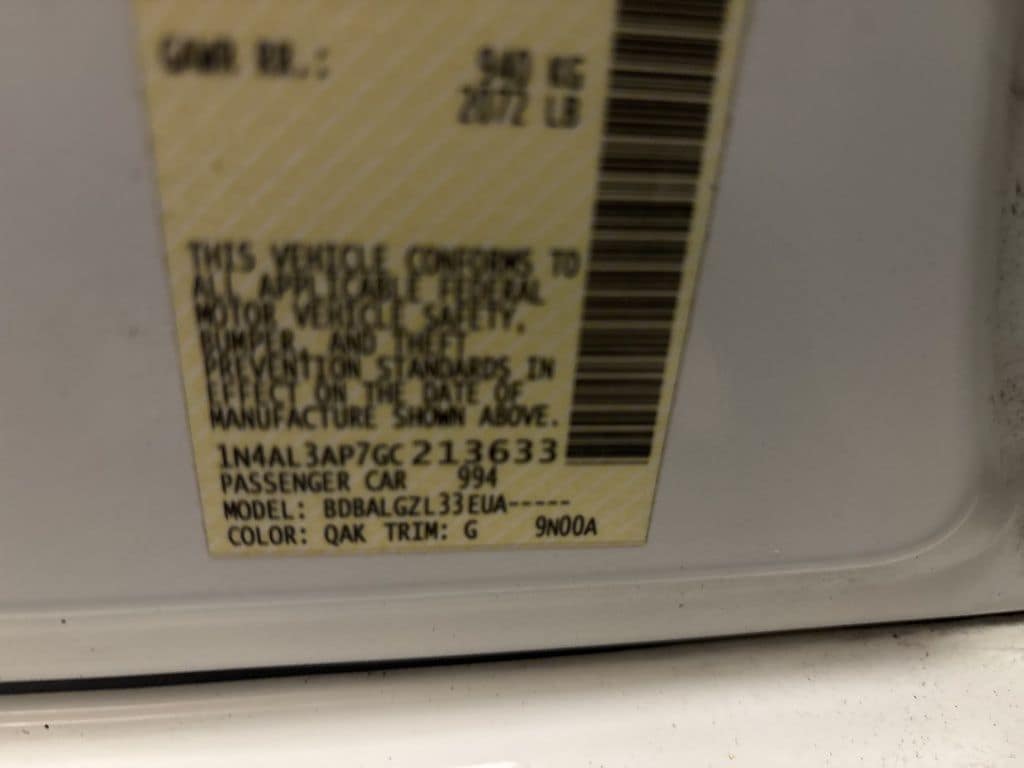 GAWR RR.: 940 KG
2072 LB
THIS VEHICLE CONFORMS TO
ALL APPLICABLE FEDERAL
MOTOR VEHICLE SAFETY,
BUMPER, AND THEFT
PREVENTION STANDARDS IN
EFFECT ON THE DATE OF
MANUFACTURE SHOWN ABOVE.
1N4AL3AP7GC213633
PASSENGER CAR 994
MODEL: BDBALGZL33EUA-----
COLOR: QAK TRIM: G 9N00A